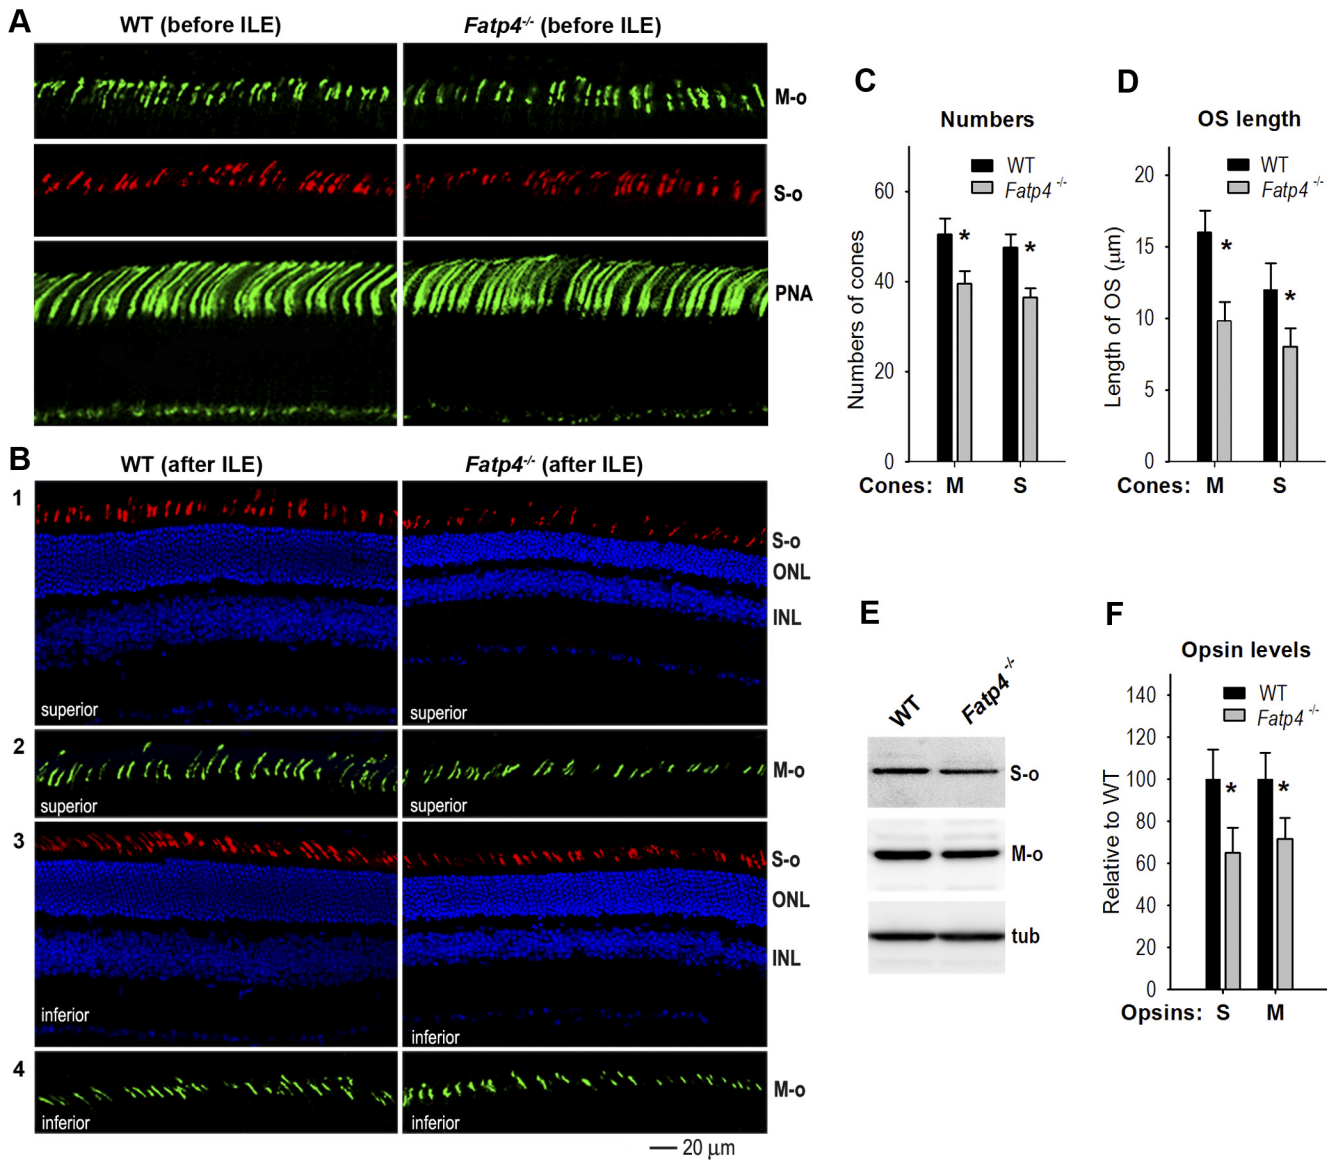 A
WT (before ILE)
Fatp4-/- (before ILE)
M-o
S-o
PNA
B
WT (after ILE)
Fatp4-/- (after ILE)
1
S-o
ONL
INL
superior
superior
2
M-o
superior
superior
3
S-o
ONL
INL
inferior
inferior
4
M-o
inferior
inferior
20 µm
C
Numbers
WT
Fatp4 -/-
Numbers of cones
60
40
20
0
*
*
Cones: M S
D
OS length
WT
Fatp4 -/-
Length of OS (µm)
20
15
10
5
0
*
*
Cones: M S
E
WT
Fatp4-/-
S-o
M-o
tub
F
Opsin levels
WT
Fatp4 -/-
Relative to WT
140
120
100
80
60
40
20
0
*
*
Opsins: S M